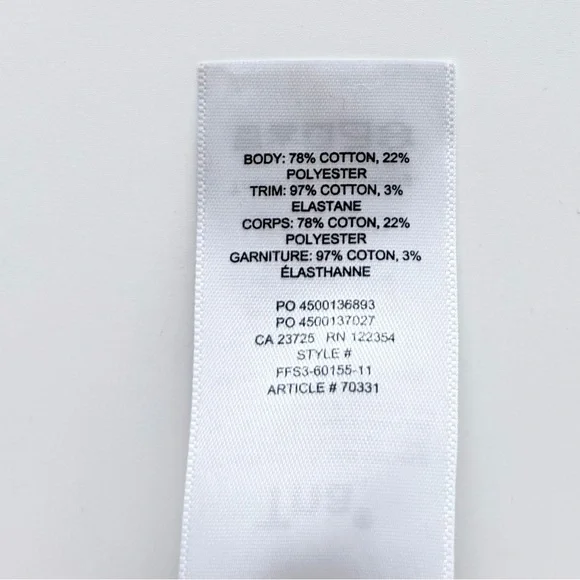 BODY: 78% COTTON, 22%
POLYESTER
TRIM: 97% COTTON, 3%
ELASTANE
CORPS: 78% COTON, 22%
POLYESTER
GARNITURE: 97% COTON, 3%
ÉLASTHANNE
PO 4500136893
PO 4500137027
CA 23725 RN 122354
STYLE #
FFS3-60155-11
ARTICLE # 70331